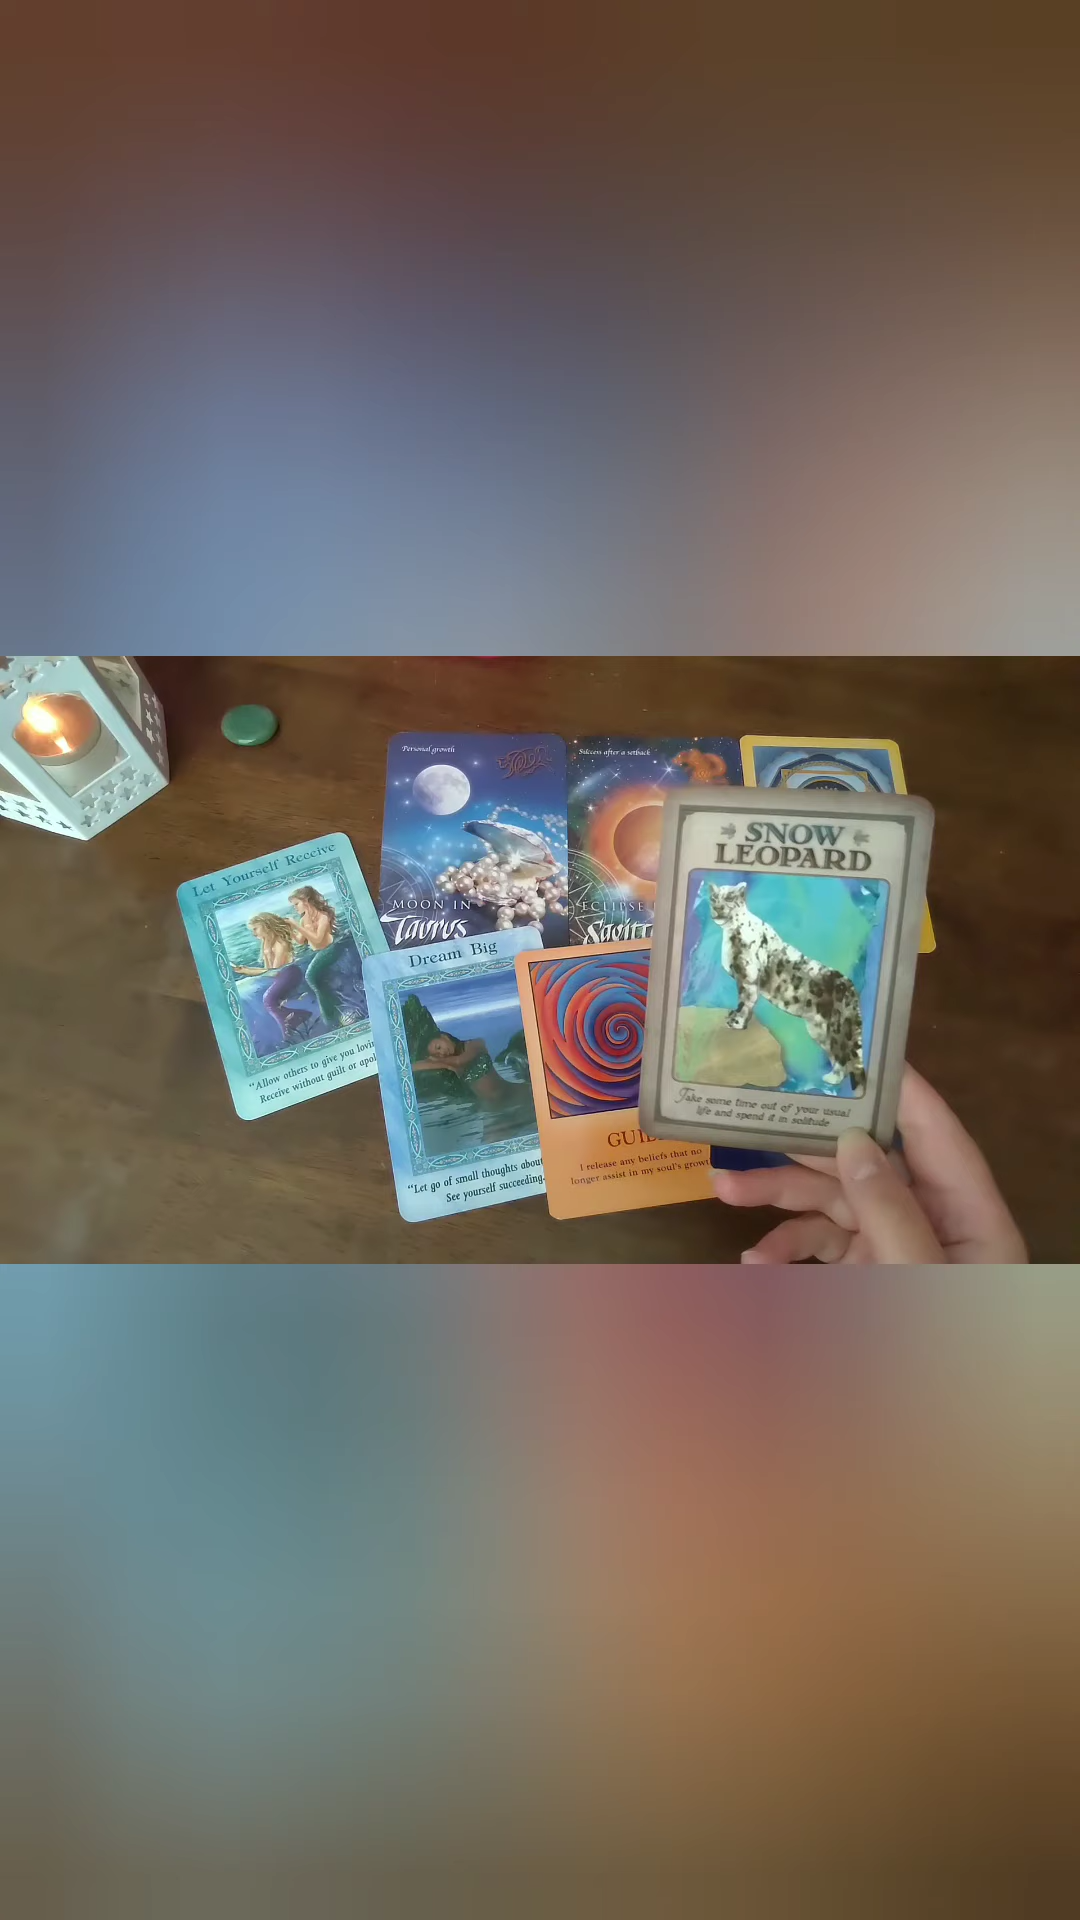 Personal growth
MOON IN
Taurus
Success after a setback
ECLIPSE
SNOW
LEOPARD
Take some time out of your usual
life and spend it in solitude
Let Yourself Receive
"Allow others to give you
Receive without guilt or
Dream Big
"Let go of small thoughts about
See yourself succeeding.
I release any beliefs that no
longer assist in my soul's growth